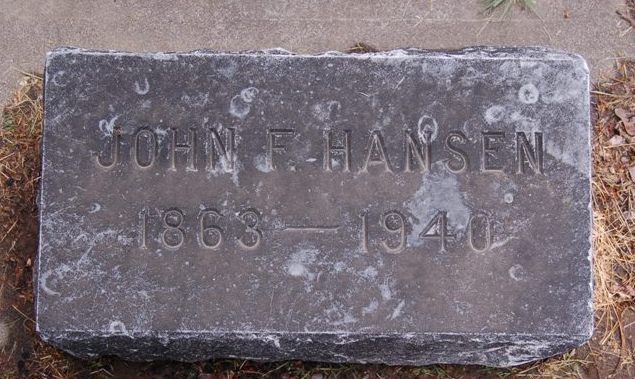 JOHN F. HANSEN
1863 — 1940